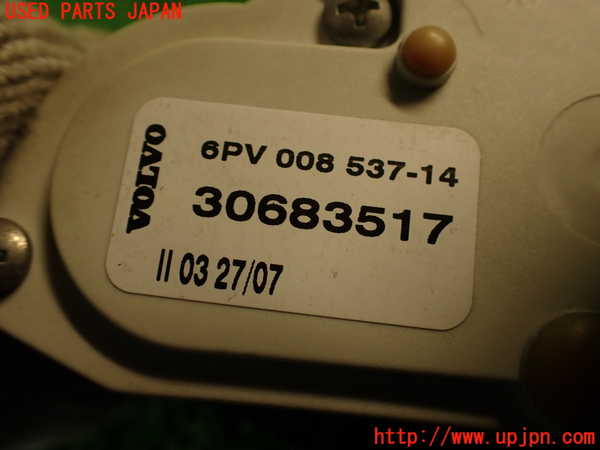 USED PARTS JAPAN
VOLVO
6PV 008 537-14
30683517
II 03 27/07
http://www.upjpn.com